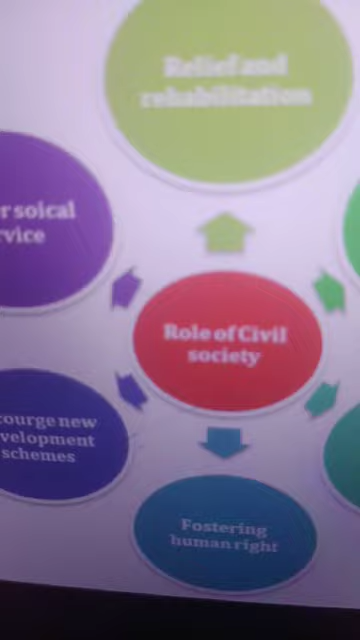 Relief and
rehabilitation
r soical
rvice
Role of Civil
society
courge new
velopment
schemes
Fostering
human right